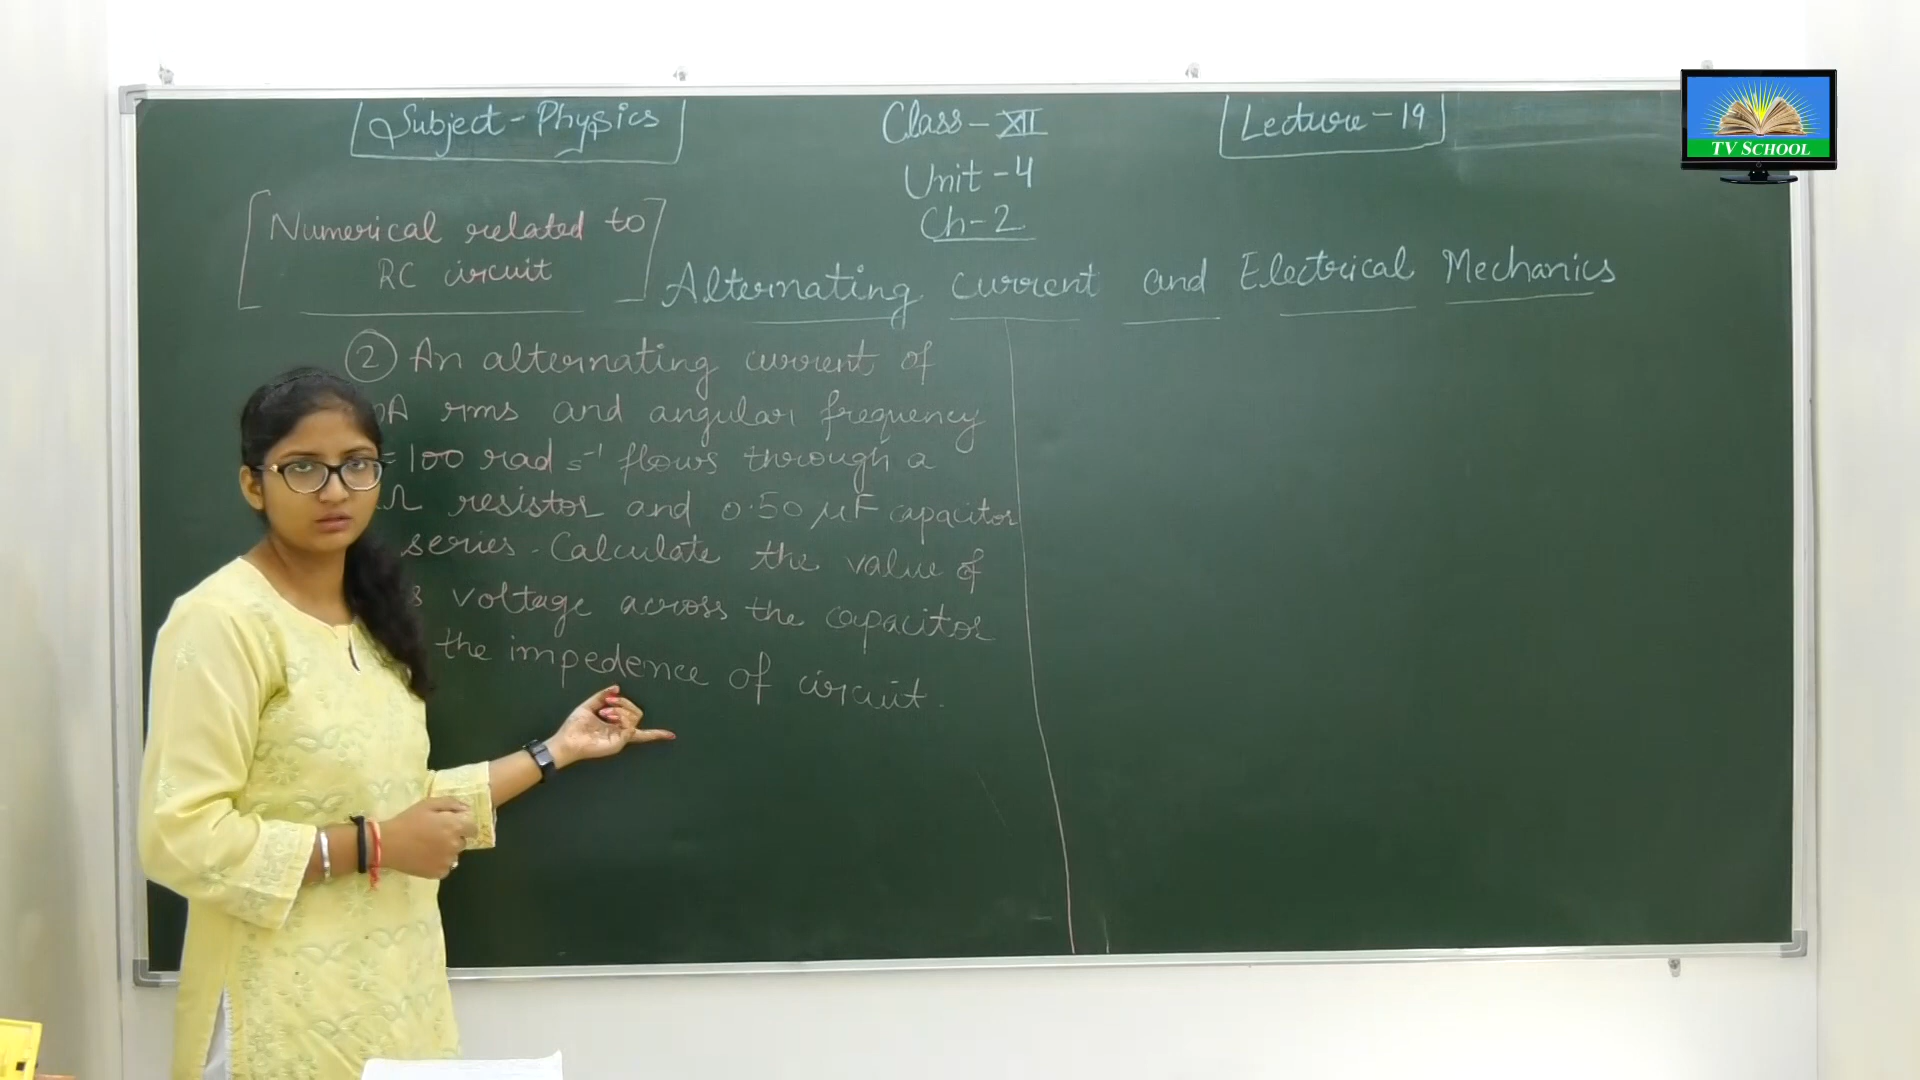 Subject - Physics
Class - XII
Lecture - 19
TV SCHOOL
Unit - 4
Ch - 2
Numerical related to
RC circuit
Alternating current and Electrical Mechanics
② An alternating current of
mA rms and angular frequency
= 100 rad s⁻¹ flows through a
Ω resistor and 0.50 μF capacitor
series. Calculate the value of
voltage across the capacitor
the impedence of circuit.